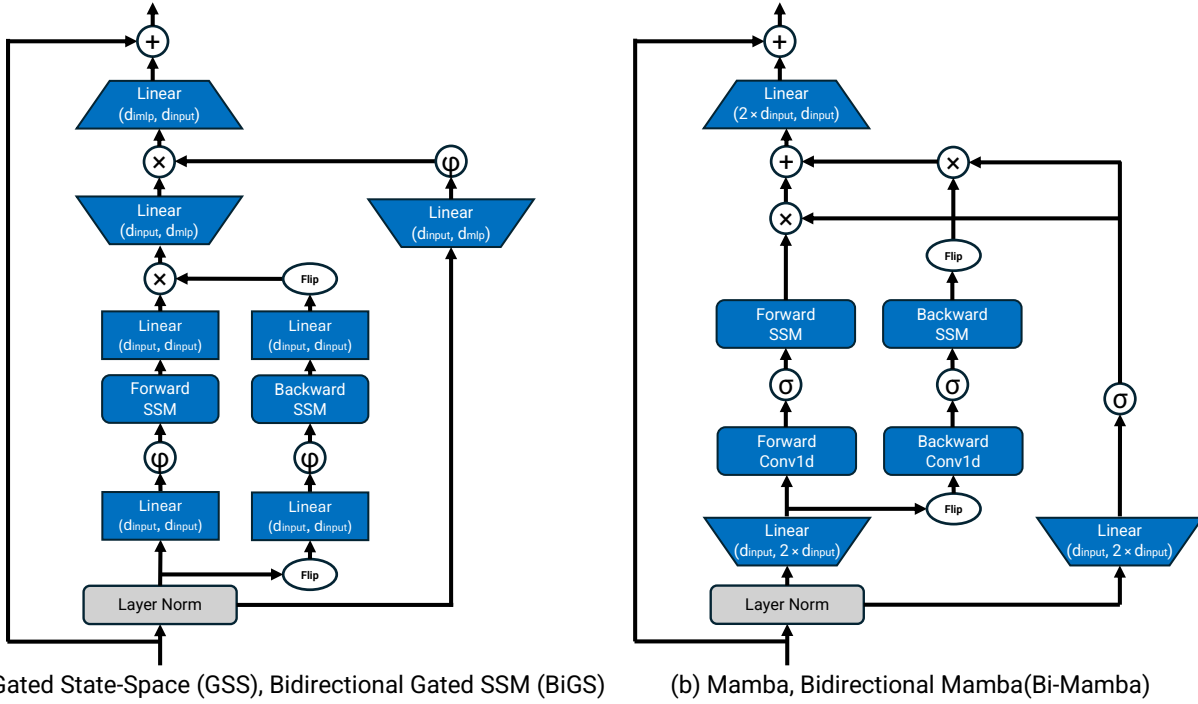 +
Linear
(dmlp, dinput)
×
φ
Linear
(dinput, dmlp)
Linear
(dinput, dmlp)
×
Flip
Linear
(dinput, dinput)
Linear
(dinput, dinput)
Forward
SSM
Backward
SSM
φ
φ
Linear
(dinput, dinput)
Linear
(dinput, dinput)
Flip
Layer Norm
Gated State-Space (GSS), Bidirectional Gated SSM (BiGS)
+
Linear
(2 × dinput, dinput)
+
×
×
Flip
Forward
SSM
Backward
SSM
σ
σ
σ
Forward
Conv1d
Backward
Conv1d
Flip
Linear
(dinput, 2 × dinput)
Linear
(dinput, 2 × dinput)
Layer Norm
(b) Mamba, Bidirectional Mamba(Bi-Mamba)